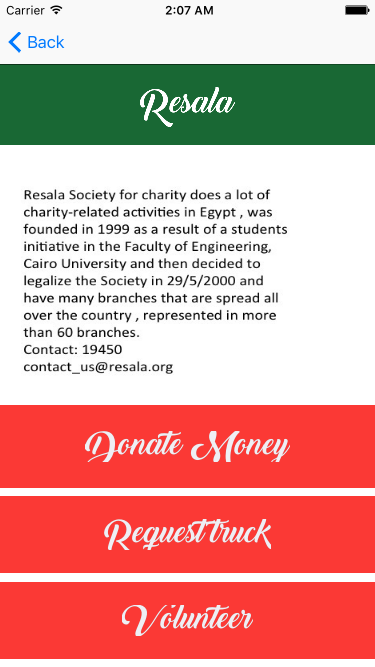 Carrier 2:07 AM
Back
Resala
Resala Society for charity does a lot of
charity-related activities in Egypt , was
founded in 1999 as a result of a students
initiative in the Faculty of Engineering,
Cairo University and then decided to
legalize the Society in 29/5/2000 and
have many branches that are spread all
over the country , represented in more
than 60 branches.
Contact: 19450
contact_us@resala.org
Donate Money
Request truck
Volunteer